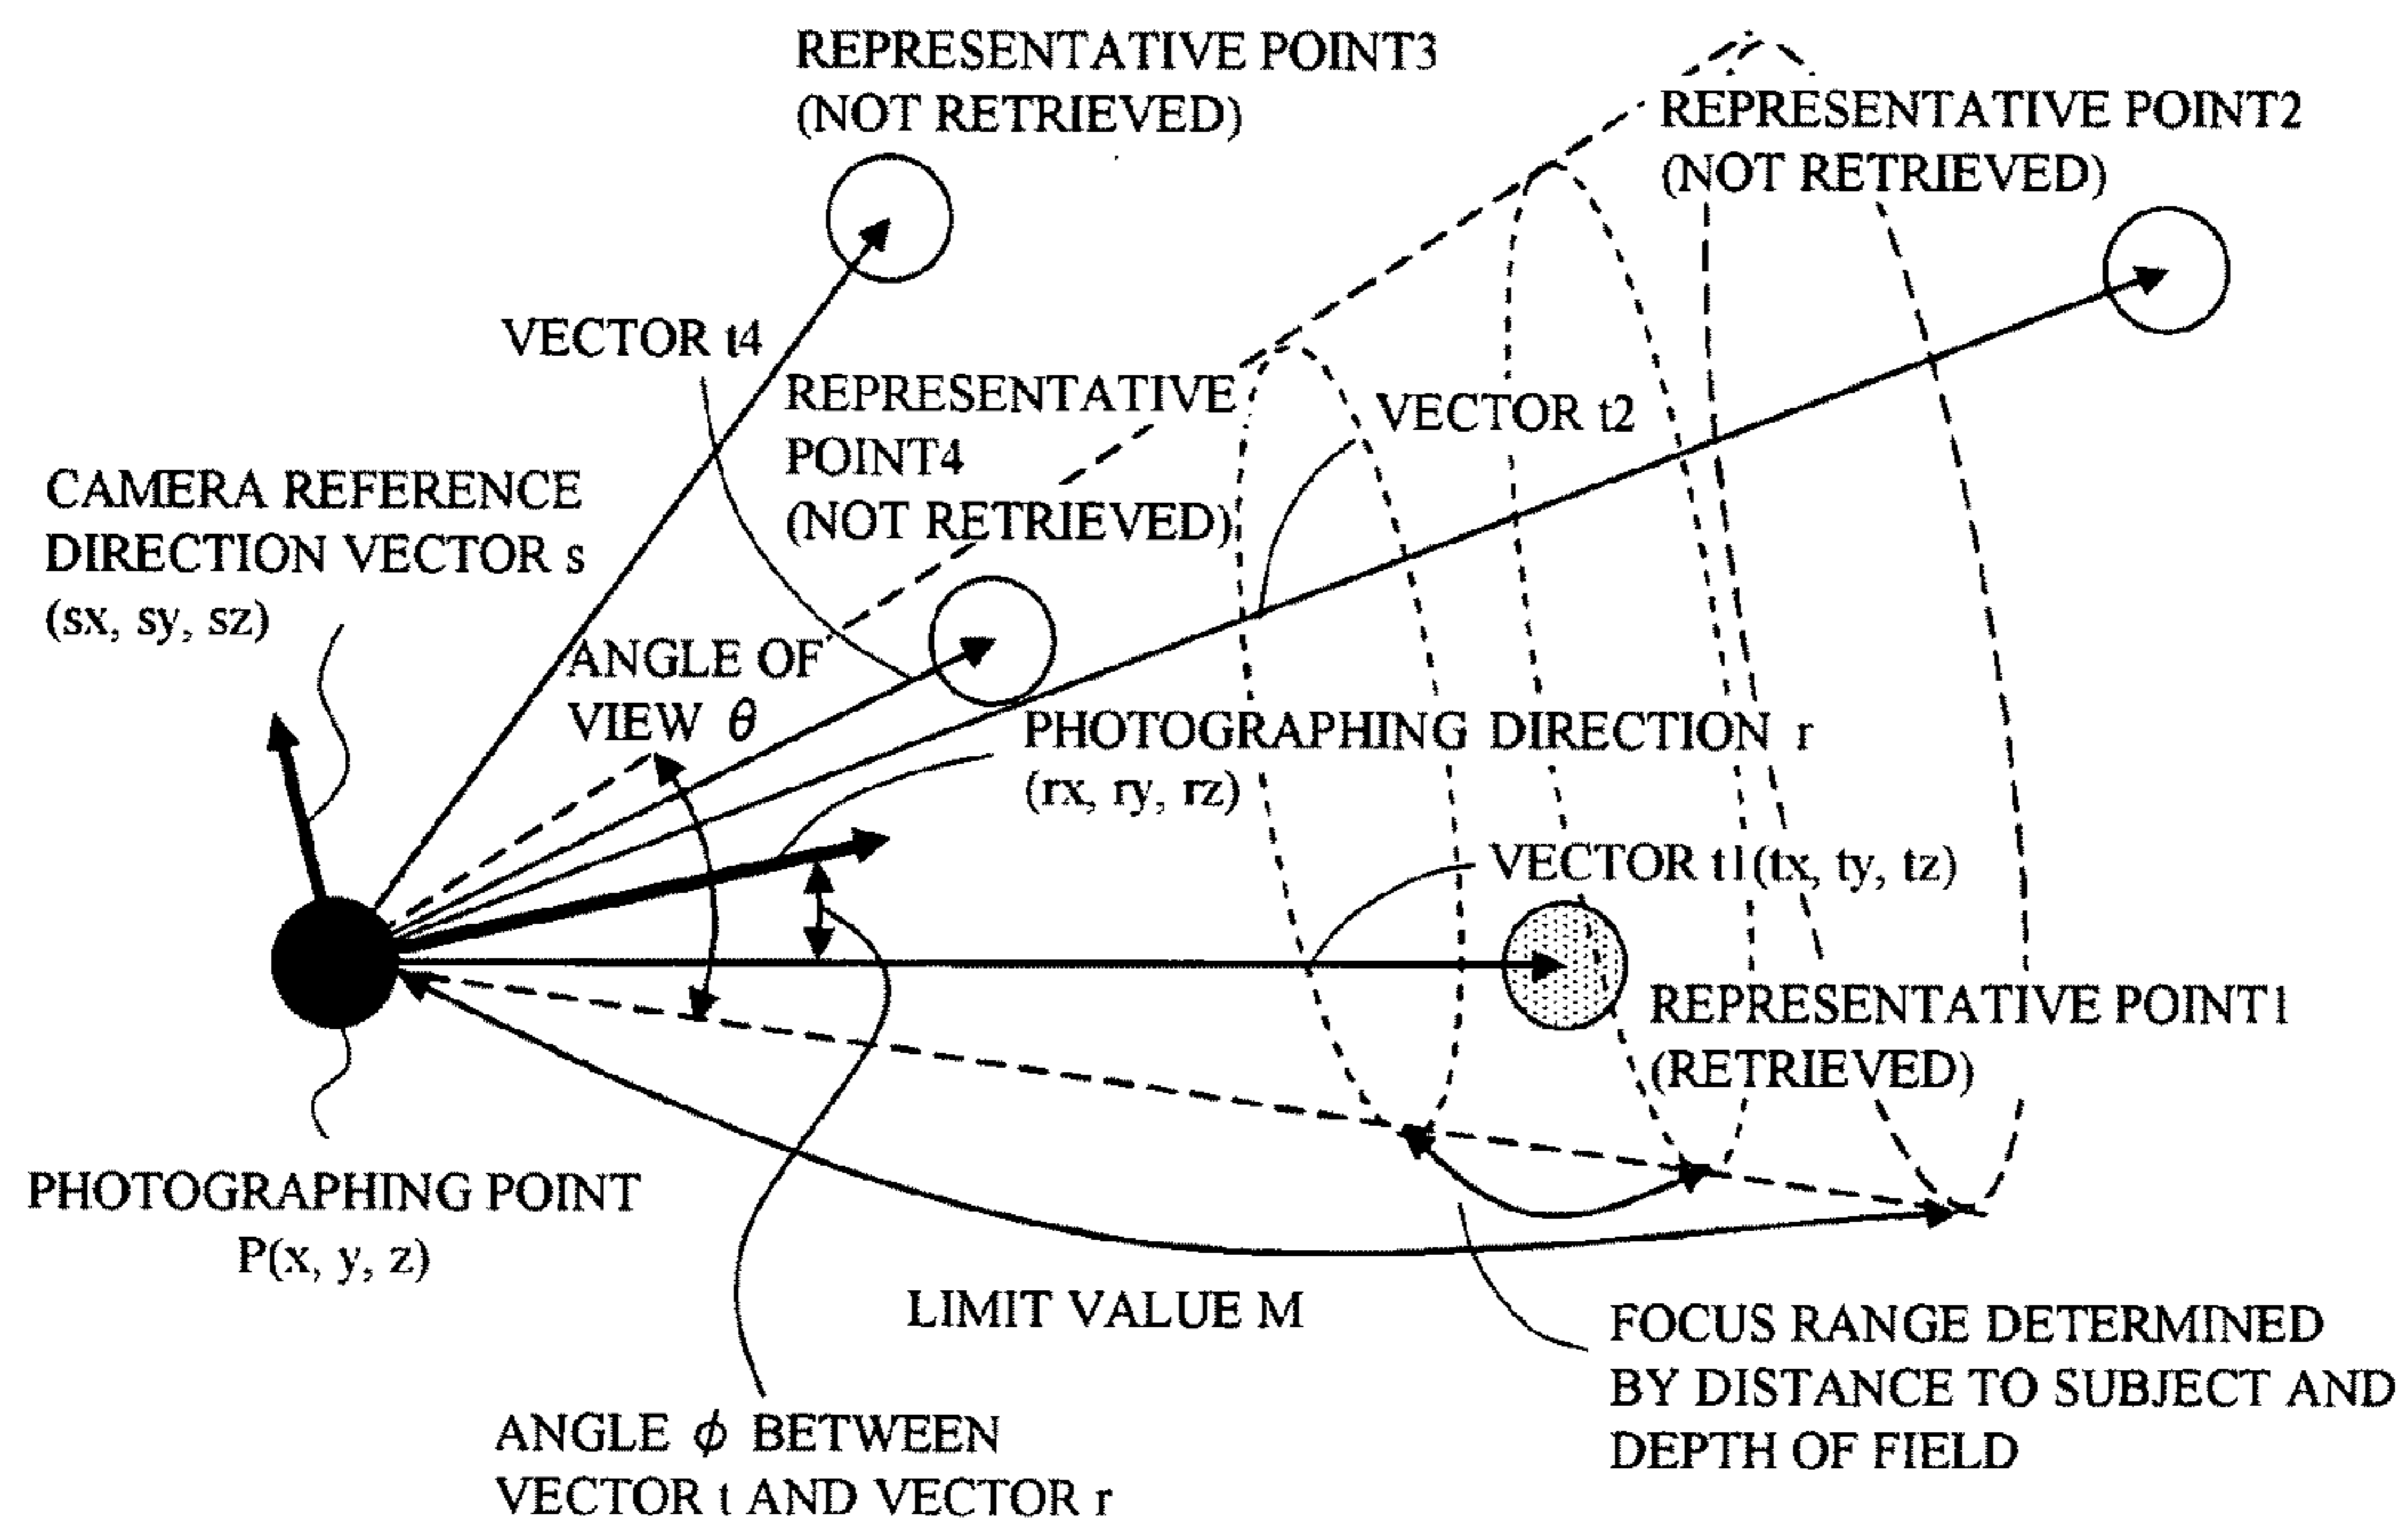 REPRESENTATIVE POINT3
(NOT RETRIEVED)
REPRESENTATIVE POINT2
(NOT RETRIEVED)
VECTOR t4
REPRESENTATIVE
POINT4
(NOT RETRIEVED)
VECTOR t2
CAMERA REFERENCE
DIRECTION VECTOR s
(sx, sy, sz)
ANGLE OF
VIEW θ
PHOTOGRAPHING DIRECTION r
(rx, ry, rz)
VECTOR t1(tx, ty, tz)
REPRESENTATIVE POINT1
(RETRIEVED)
PHOTOGRAPHING POINT
P(x, y, z)
LIMIT VALUE M
FOCUS RANGE DETERMINED
BY DISTANCE TO SUBJECT AND
DEPTH OF FIELD
ANGLE ϕ BETWEEN
VECTOR t AND VECTOR r